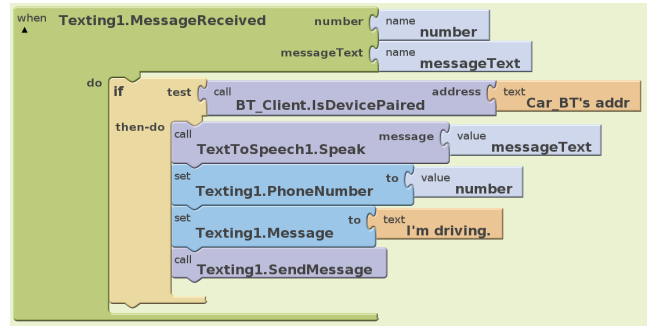 when Texting1.MessageReceived number name number
messageText name messageText
do if test call BT_Client.IsDevicePaired address text Car_BT's addr
then-do call TextToSpeech1.Speak message value messageText
set Texting1.PhoneNumber to value number
set Texting1.Message to text I'm driving.
call Texting1.SendMessage